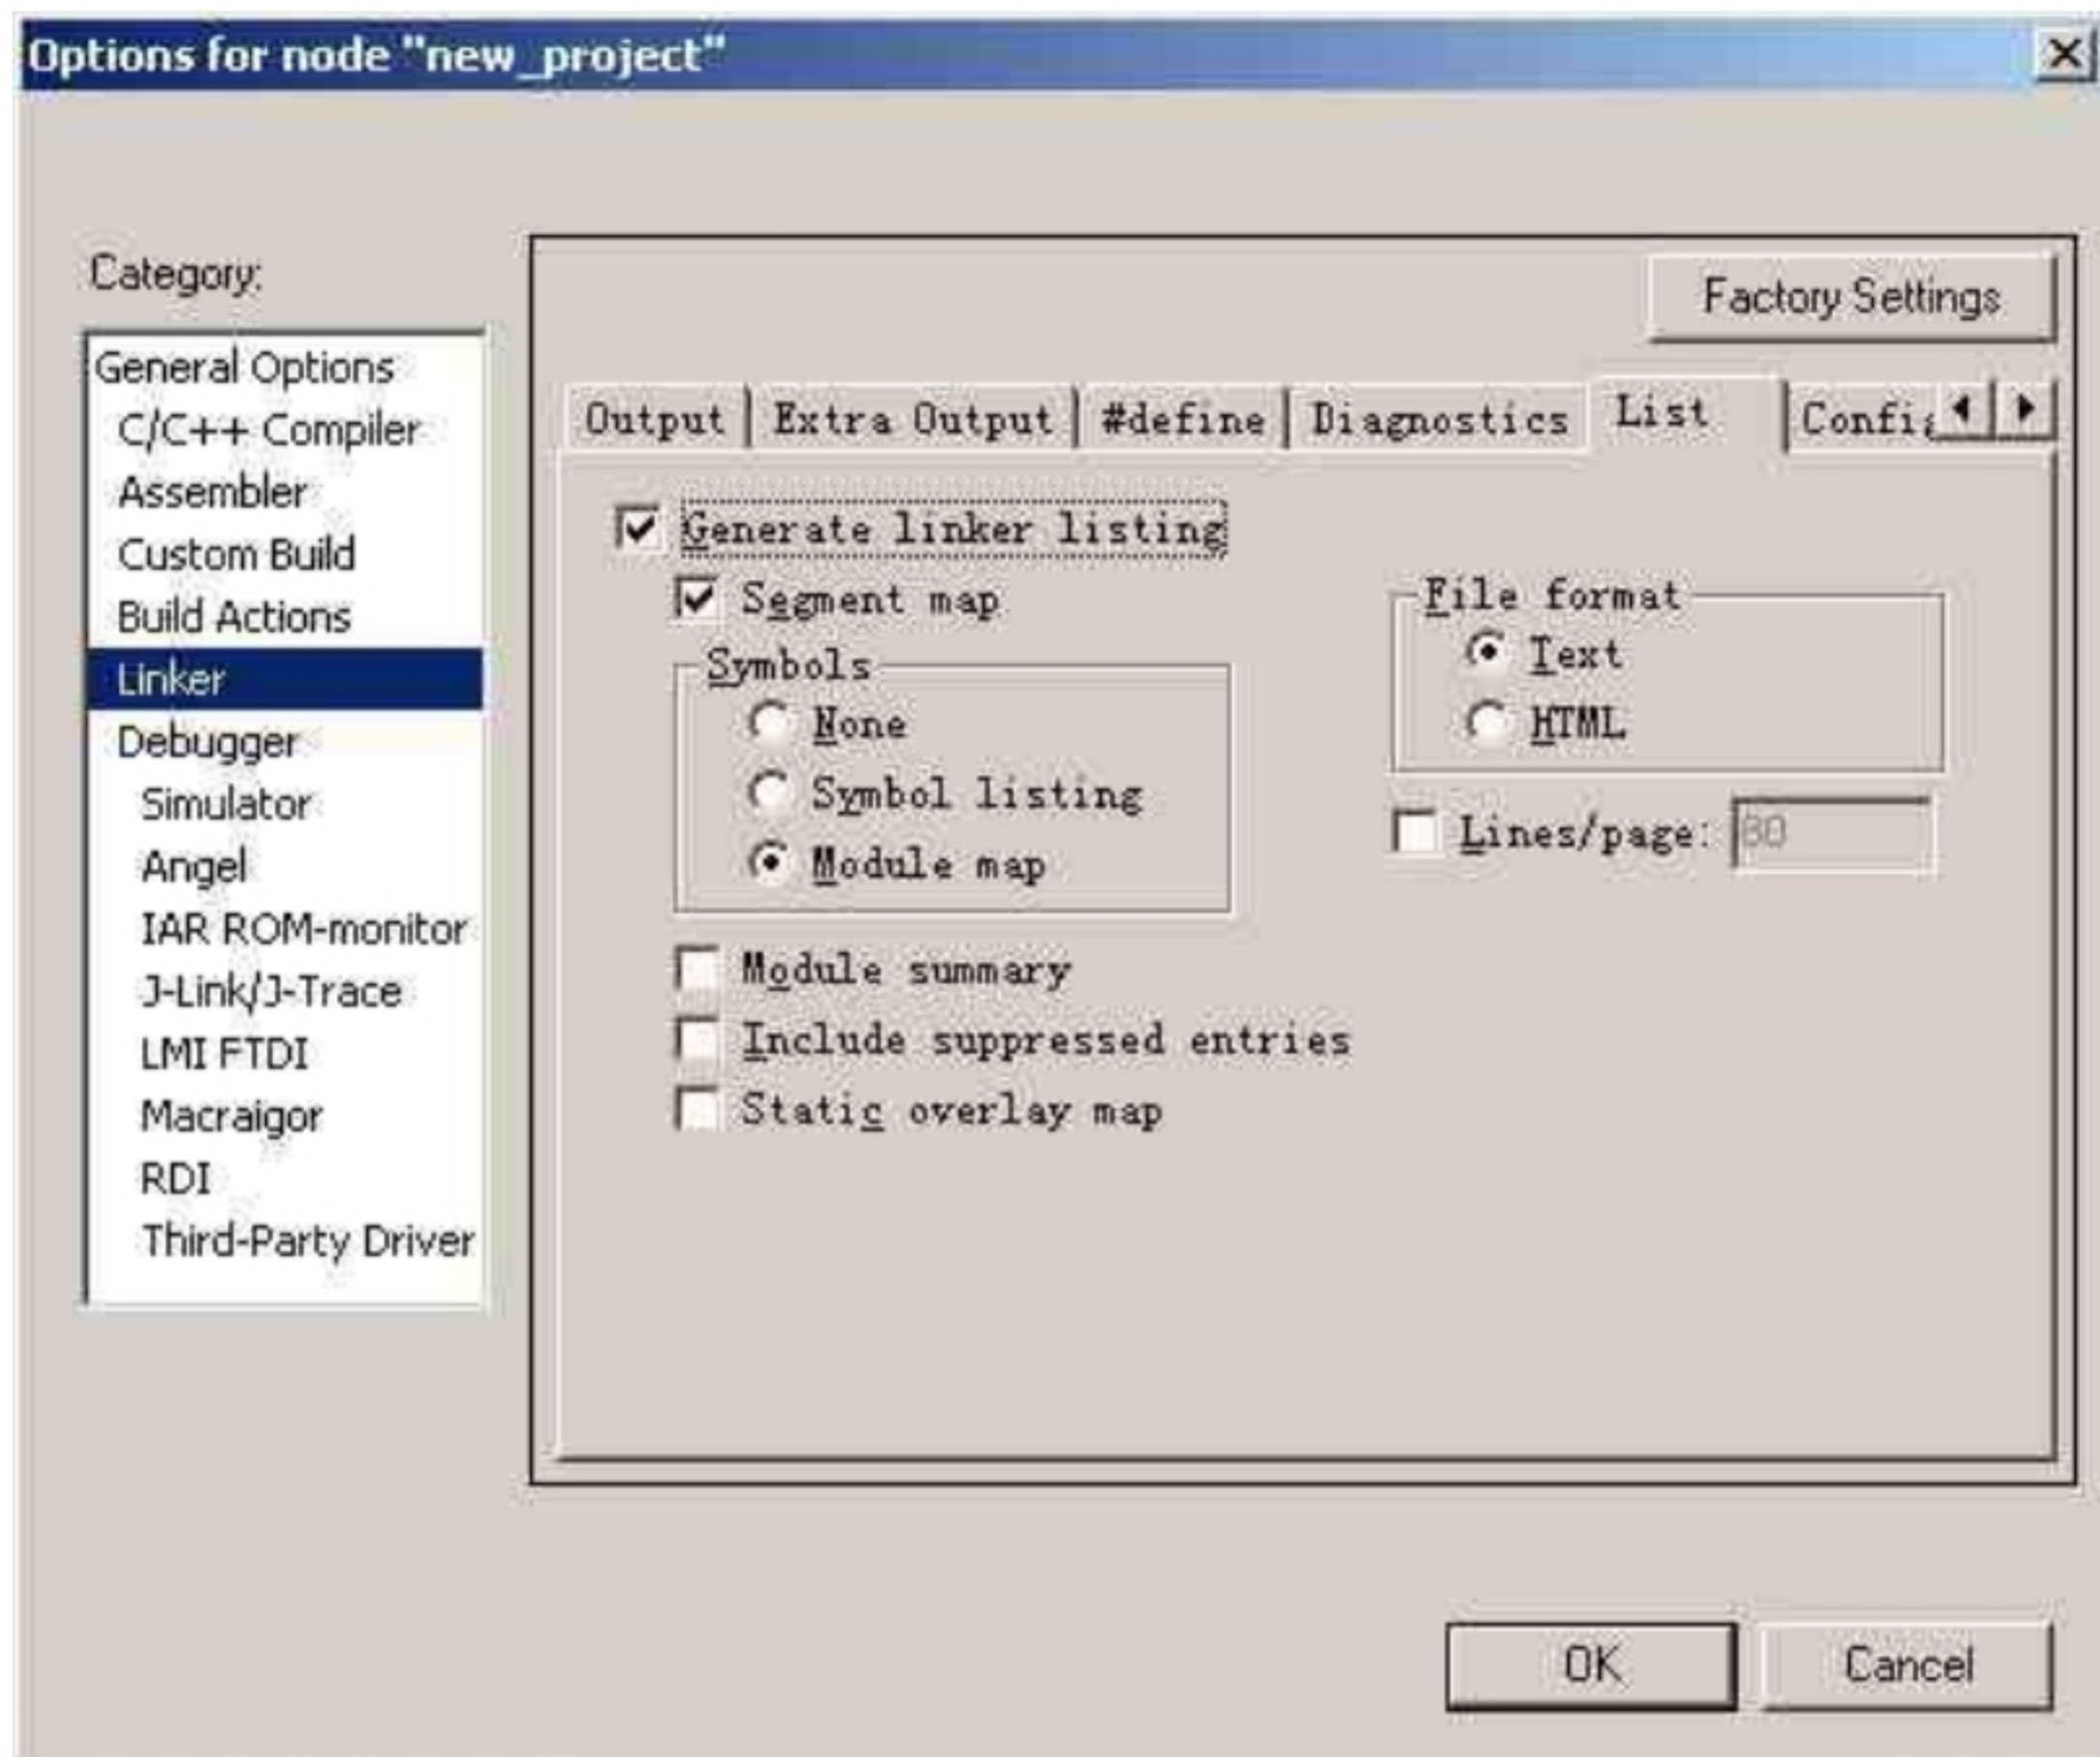 Options for node "new_project"
Category:
Factory Settings
General Options
C/C++ Compiler
Assembler
Custom Build
Build Actions
Linker
Debugger
Simulator
Angel
IAR ROM-monitor
J-Link/J-Trace
LMI FTDI
Macraigor
RDI
Third-Party Driver
Output Extra Output #define Diagnostics List
Generate linker listing
Segment map
Symbols
None
Symbol listing
Module map
Module summary
Include suppressed entries
Static overlay map
File format
Text
HTML
Lines/page:
OK Cancel